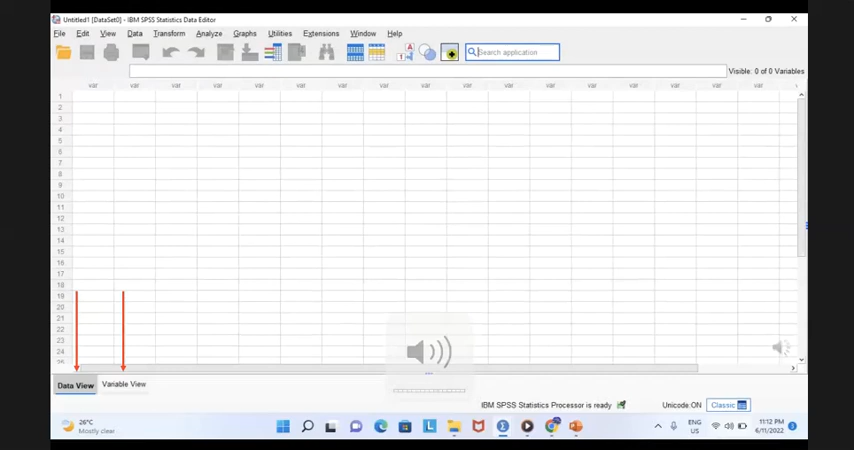 Untitled1 [DataSet0] - IBM SPSS Statistics Data Editor
File Edit View Data Transform Analyze Graphs Utilities Extensions Window Help
Search application
Visible: 0 of 0 Variables
var var var var var var var var var var var var var var var var var
1
2
3
4
5
6
7
8
9
10
11
12
13
14
15
16
17
18
19
20
21
22
23
24
25
Data View Variable View
IBM SPSS Statistics Processor is ready Unicode:ON Classic
26°C
Mostly clear
ENG
US
11:12 PM
6/11/2022